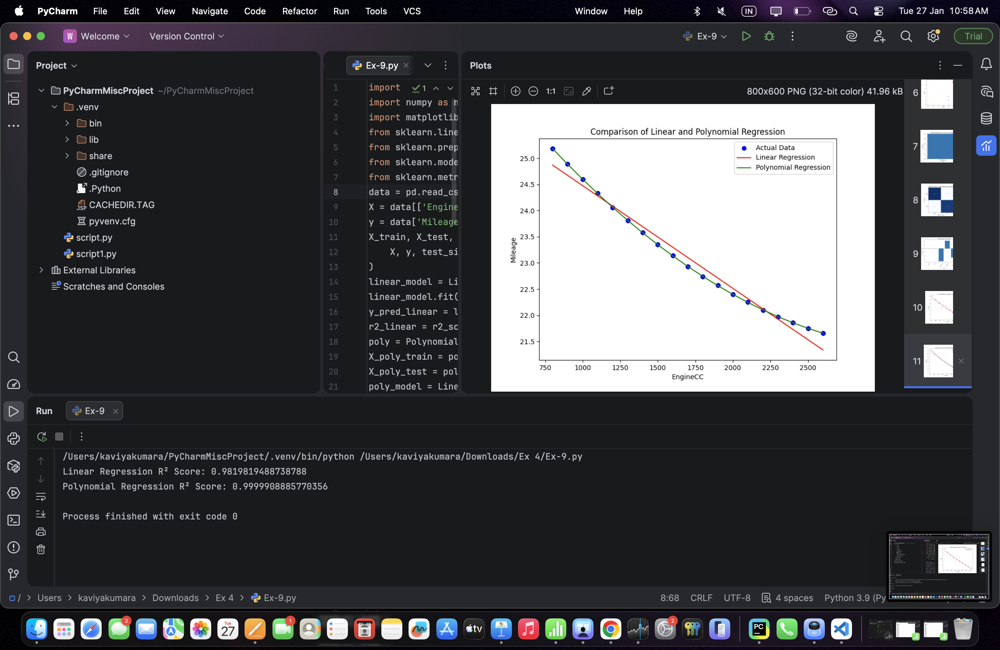 PyCharm File Edit View Navigate Code Refactor Run Tools VCS Window Help IN Tue 27 Jan 10:58 AM
W Welcome Version Control Ex-9 Trial
Project
PyCharmMiscProject ~/PyCharmMiscProject
.venv
bin
lib
share
.gitignore
.Python
JSP CACHEDIR.TAG
pyvenv.cfg
script.py
script1.py
External Libraries
Scratches and Consoles
Ex-9.py
1 import 1
2 import numpy as n
3 import matplotlib
4 from sklearn.line
5 from sklearn.prep
6 from sklearn.mode
7 from sklearn.metr
8 data = pd.read_cs
9 X = data[['Engine
10 y = data['Mileage
11 X_train, X_test,
12 X, y, test_si
13 )
14 linear_model = Li
15 linear_model.fit(
16 y_pred_linear = l
17 r2_linear = r2_sc
18 poly = Polynomial
19 X_poly_train = po
20 X_poly_test = pol
21 poly_model = Line
Plots
1:1 800x600 PNG (32-bit color) 41.96 kB
Comparison of Linear and Polynomial Regression
Actual Data
Linear Regression
Polynomial Regression
Mileage
25.0
24.5
24.0
23.5
23.0
22.5
22.0
21.5
750 1000 1250 1500 1750 2000 2250 2500
EngineCC
6
7
8
9
10
11
Run Ex-9
/Users/kaviyakumara/PyCharmMiscProject/.venv/bin/python /Users/kaviyakumara/Downloads/Ex 4/Ex-9.py
Linear Regression R² Score: 0.9819819488738788
Polynomial Regression R² Score: 0.9999908885770356
Process finished with exit code 0
/ > Users > kaviyakumara > Downloads > Ex 4 > Ex-9.py
8:68 CRLF UTF-8 4 spaces Python 3.9 (Py
2
Tue
27
1
tv
2
PC